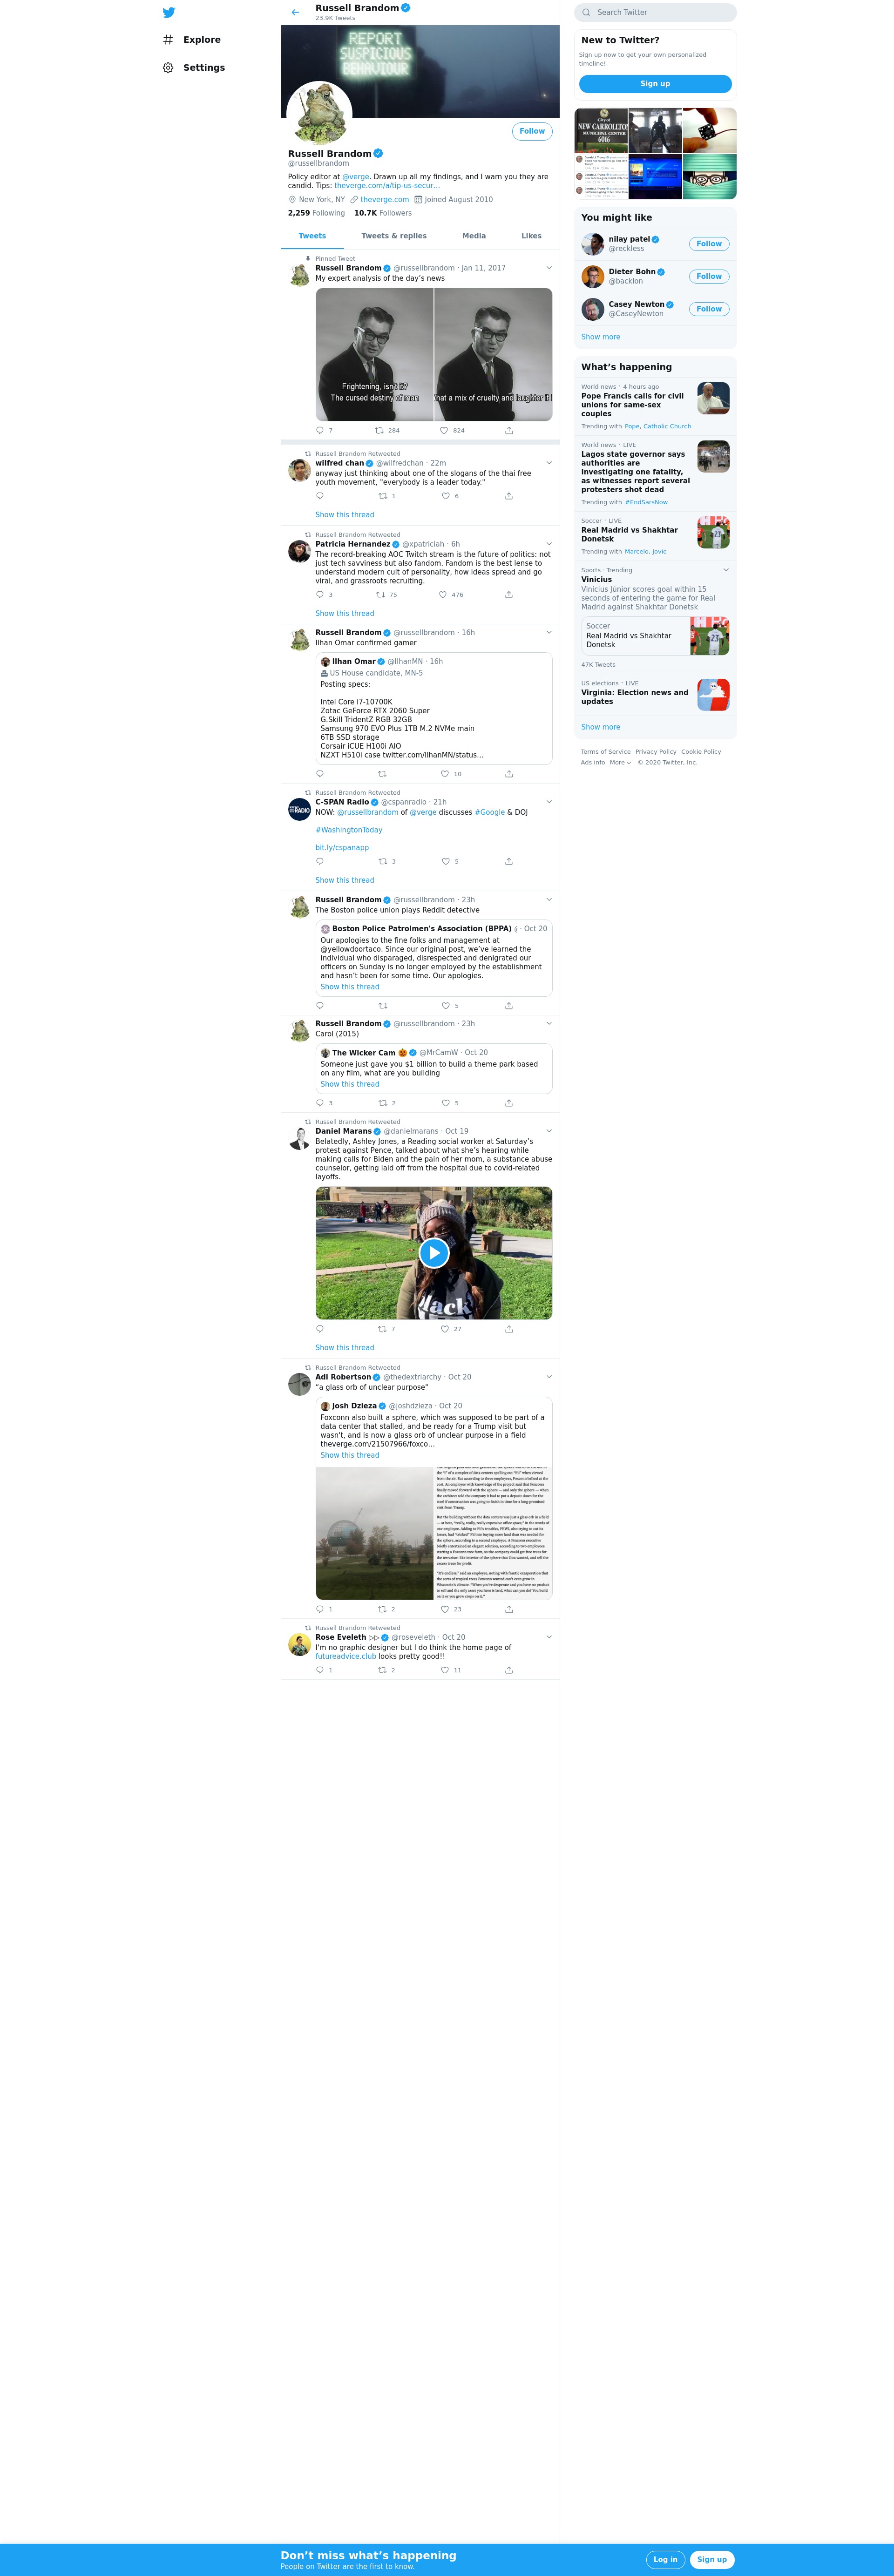 Explore
Settings
Russell Brandom
23.9K Tweets
REPORT
SUSPICIOUS
BEHAVIOUR
Follow
Russell Brandom
@russellbrandom
Policy editor at @verge. Drawn up all my findings, and I warn you they are
candid. Tips: theverge.com/a/tip-us-secur…
New York, NY theverge.com Joined August 2010
2,259 Following 10.7K Followers
Tweets Tweets & replies Media Likes
Pinned Tweet
Russell Brandom @russellbrandom · Jan 11, 2017
My expert analysis of the day's news
Frightening, isn't it?
The cursed destiny of man
that a mix of cruelty and laughter it i
7 284 824
Russell Brandom Retweeted
wilfred chan @wilfredchan · 22m
anyway just thinking about one of the slogans of the thai free
youth movement, "everybody is a leader today."
1 6
Show this thread
Russell Brandom Retweeted
Patricia Hernandez @xpatriciah · 6h
The record-breaking AOC Twitch stream is the future of politics: not
just tech savviness but also fandom. Fandom is the best lense to
understand modern cult of personality, how ideas spread and go
viral, and grassroots recruiting.
3 75 476
Show this thread
Russell Brandom @russellbrandom · 16h
Ilhan Omar confirmed gamer
Ilhan Omar @IlhanMN · 16h
US House candidate, MN-5
Posting specs:
Intel Core i7-10700K
Zotac GeForce RTX 2060 Super
G.Skill TridentZ RGB 32GB
Samsung 970 EVO Plus 1TB M.2 NVMe main
6TB SSD storage
Corsair iCUE H100i AIO
NZXT H510i case twitter.com/IlhanMN/status…
10
Russell Brandom Retweeted
C-SPAN Radio @cspanradio · 21h
NOW: @russellbrandom of @verge discusses #Google & DOJ
#WashingtonToday
bit.ly/cspanapp
3 5
Show this thread
Russell Brandom @russellbrandom · 23h
The Boston police union plays Reddit detective
Boston Police Patrolmen's Association (BPPA) · Oct 20
Our apologies to the fine folks and management at
@yellowdoortaco. Since our original post, we've learned the
individual who disparaged, disrespected and denigrated our
officers on Sunday is no longer employed by the establishment
and hasn't been for some time. Our apologies.
Show this thread
5
Russell Brandom @russellbrandom · 23h
Carol (2015)
The Wicker Cam 🎃 @MrCamW · Oct 20
Someone just gave you $1 billion to build a theme park based
on any film, what are you building
Show this thread
3 2 5
Russell Brandom Retweeted
Daniel Marans @danielmarans · Oct 19
Belatedly, Ashley Jones, a Reading social worker at Saturday's
protest against Pence, talked about what she's hearing while
making calls for Biden and the pain of her mom, a substance abuse
counselor, getting laid off from the hospital due to covid-related
layoffs.
7 27
Show this thread
Russell Brandom Retweeted
Adi Robertson @thedextriarchy · Oct 20
"a glass orb of unclear purpose"
Josh Dzieza @joshdzieza · Oct 20
Foxconn also built a sphere, which was supposed to be part of a
data center that stalled, and be ready for a Trump visit but
wasn't, and is now a glass orb of unclear purpose in a field
theverge.com/21507966/foxco…
Show this thread
1 2 23
Russell Brandom Retweeted
Rose Eveleth ▷▷ @roseveleth · Oct 20
I'm no graphic designer but I do think the home page of
futureadvice.club looks pretty good!!
1 2 11
Search Twitter
New to Twitter?
Sign up now to get your own personalized
timeline!
Sign up
City of
NEW CARROLLTON
MUNICIPAL CENTER
6016
You might like
nilay patel
@reckless
Follow
Dieter Bohn
@backlon
Follow
Casey Newton
@CaseyNewton
Follow
Show more
What's happening
World news · 4 hours ago
Pope Francis calls for civil
unions for same-sex
couples
Trending with Pope, Catholic Church
World news · LIVE
Lagos state governor says
authorities are
investigating one fatality,
as witnesses report several
protesters shot dead
Trending with #EndSarsNow
Soccer · LIVE
Real Madrid vs Shakhtar
Donetsk
Trending with Marcelo, Jovic
Sports · Trending
Vinicius
Vinícius Júnior scores goal within 15
seconds of entering the game for Real
Madrid against Shakhtar Donetsk
Soccer
Real Madrid vs Shakhtar
Donetsk
47K Tweets
US elections · LIVE
Virginia: Election news and
updates
Show more
Terms of Service Privacy Policy Cookie Policy
Ads info More © 2020 Twitter, Inc.
Don't miss what's happening
People on Twitter are the first to know.
Log in
Sign up